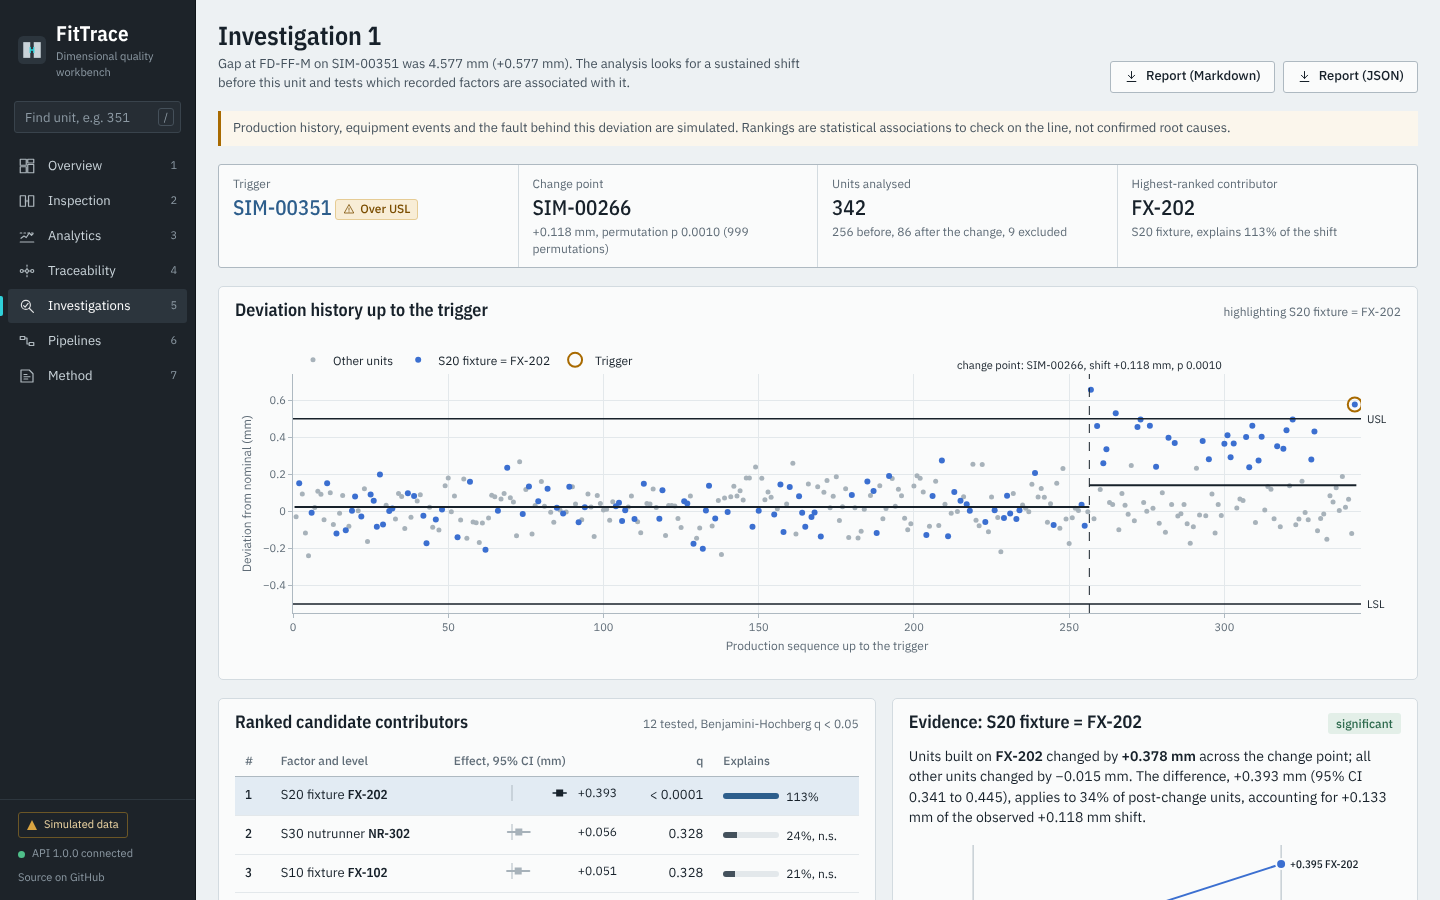 FitTrace
Dimensional quality
workbench
Find unit, e.g. 351 /
Overview 1
Inspection 2
Analytics 3
Traceability 4
Investigations 5
Pipelines 6
Method 7
Simulated data
API 1.0.0 connected
Source on GitHub
Investigation 1
Gap at FD-FF-M on SIM-00351 was 4.577 mm (+0.577 mm). The analysis looks for a sustained shift
before this unit and tests which recorded factors are associated with it.
Report (Markdown)
Report (JSON)
Production history, equipment events and the fault behind this deviation are simulated. Rankings are statistical associations to check on the line, not confirmed root causes.
Trigger
SIM-00351 Over USL
Change point
SIM-00266
+0.118 mm, permutation p 0.0010 (999
permutations)
Units analysed
342
256 before, 86 after the change, 9 excluded
Highest-ranked contributor
FX-202
S20 fixture, explains 113% of the shift
Deviation history up to the trigger
highlighting S20 fixture = FX-202
Other units
S20 fixture = FX-202
Trigger
change point: SIM-00266, shift +0.118 mm, p 0.0010
Deviation from nominal (mm)
0.6
0.4
0.2
0
−0.2
−0.4
USL
LSL
0 50 100 150 200 250 300
Production sequence up to the trigger
Ranked candidate contributors
12 tested, Benjamini-Hochberg q < 0.05
# Factor and level Effect, 95% CI (mm) q Explains
1 S20 fixture FX-202 +0.393 < 0.0001 113%
2 S30 nutrunner NR-302 +0.056 0.328 24%, n.s.
3 S10 fixture FX-102 +0.051 0.328 21%, n.s.
Evidence: S20 fixture = FX-202
significant
Units built on FX-202 changed by +0.378 mm across the change point; all
other units changed by −0.015 mm. The difference, +0.393 mm (95% CI
0.341 to 0.445), applies to 34% of post-change units, accounting for +0.133
mm of the observed +0.118 mm shift.
+0.395 FX-202